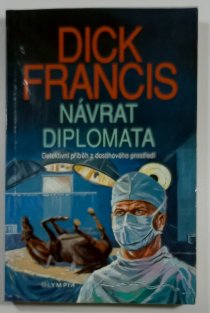 DICK
FRANCIS
NÁVRAT
DIPLOMATA
Detektivní příběh z dostihového prostředí
OLYMPIA